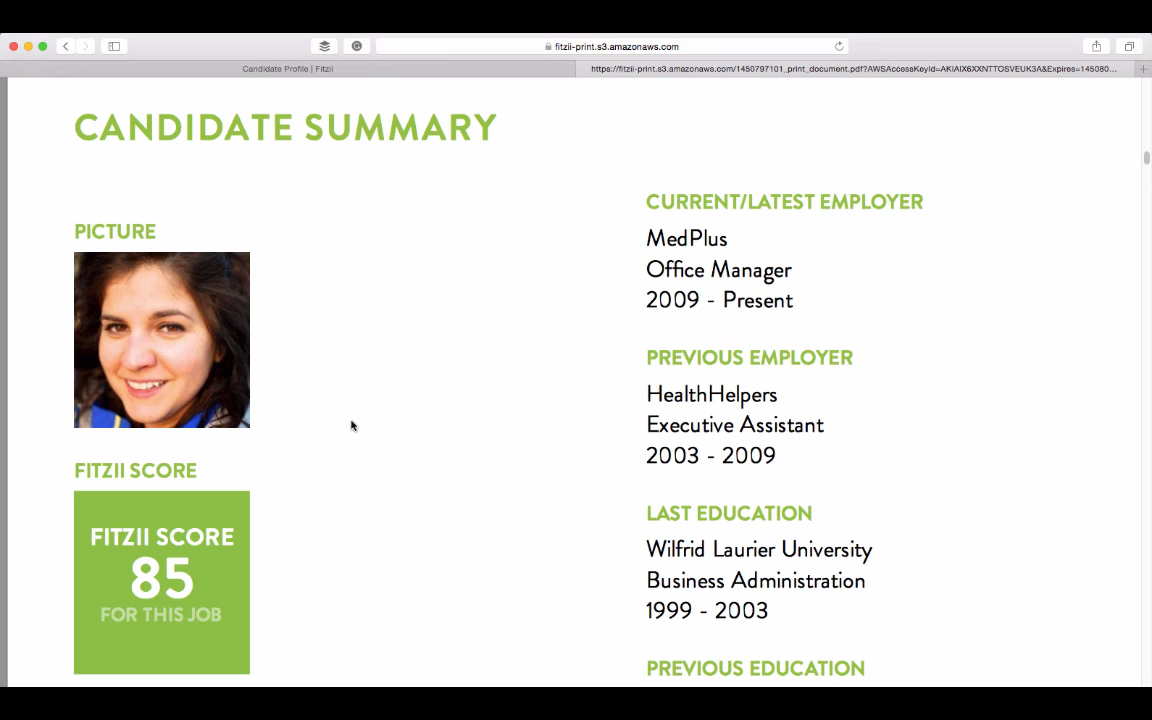 fitzii-print.s3.amazonaws.com
Candidate Profile | Fitzii
https://fitzii-print.s3.amazonaws.com/1450797101_print_document.pdf?AWSAccessKeyId=AKIAIX6XXNTTOSVEUK3A&Expires=145080...
CANDIDATE SUMMARY
PICTURE
FITZII SCORE
FITZII SCORE
85
FOR THIS JOB
CURRENT/LATEST EMPLOYER
MedPlus
Office Manager
2009 - Present
PREVIOUS EMPLOYER
HealthHelpers
Executive Assistant
2003 - 2009
LAST EDUCATION
Wilfrid Laurier University
Business Administration
1999 - 2003
PREVIOUS EDUCATION